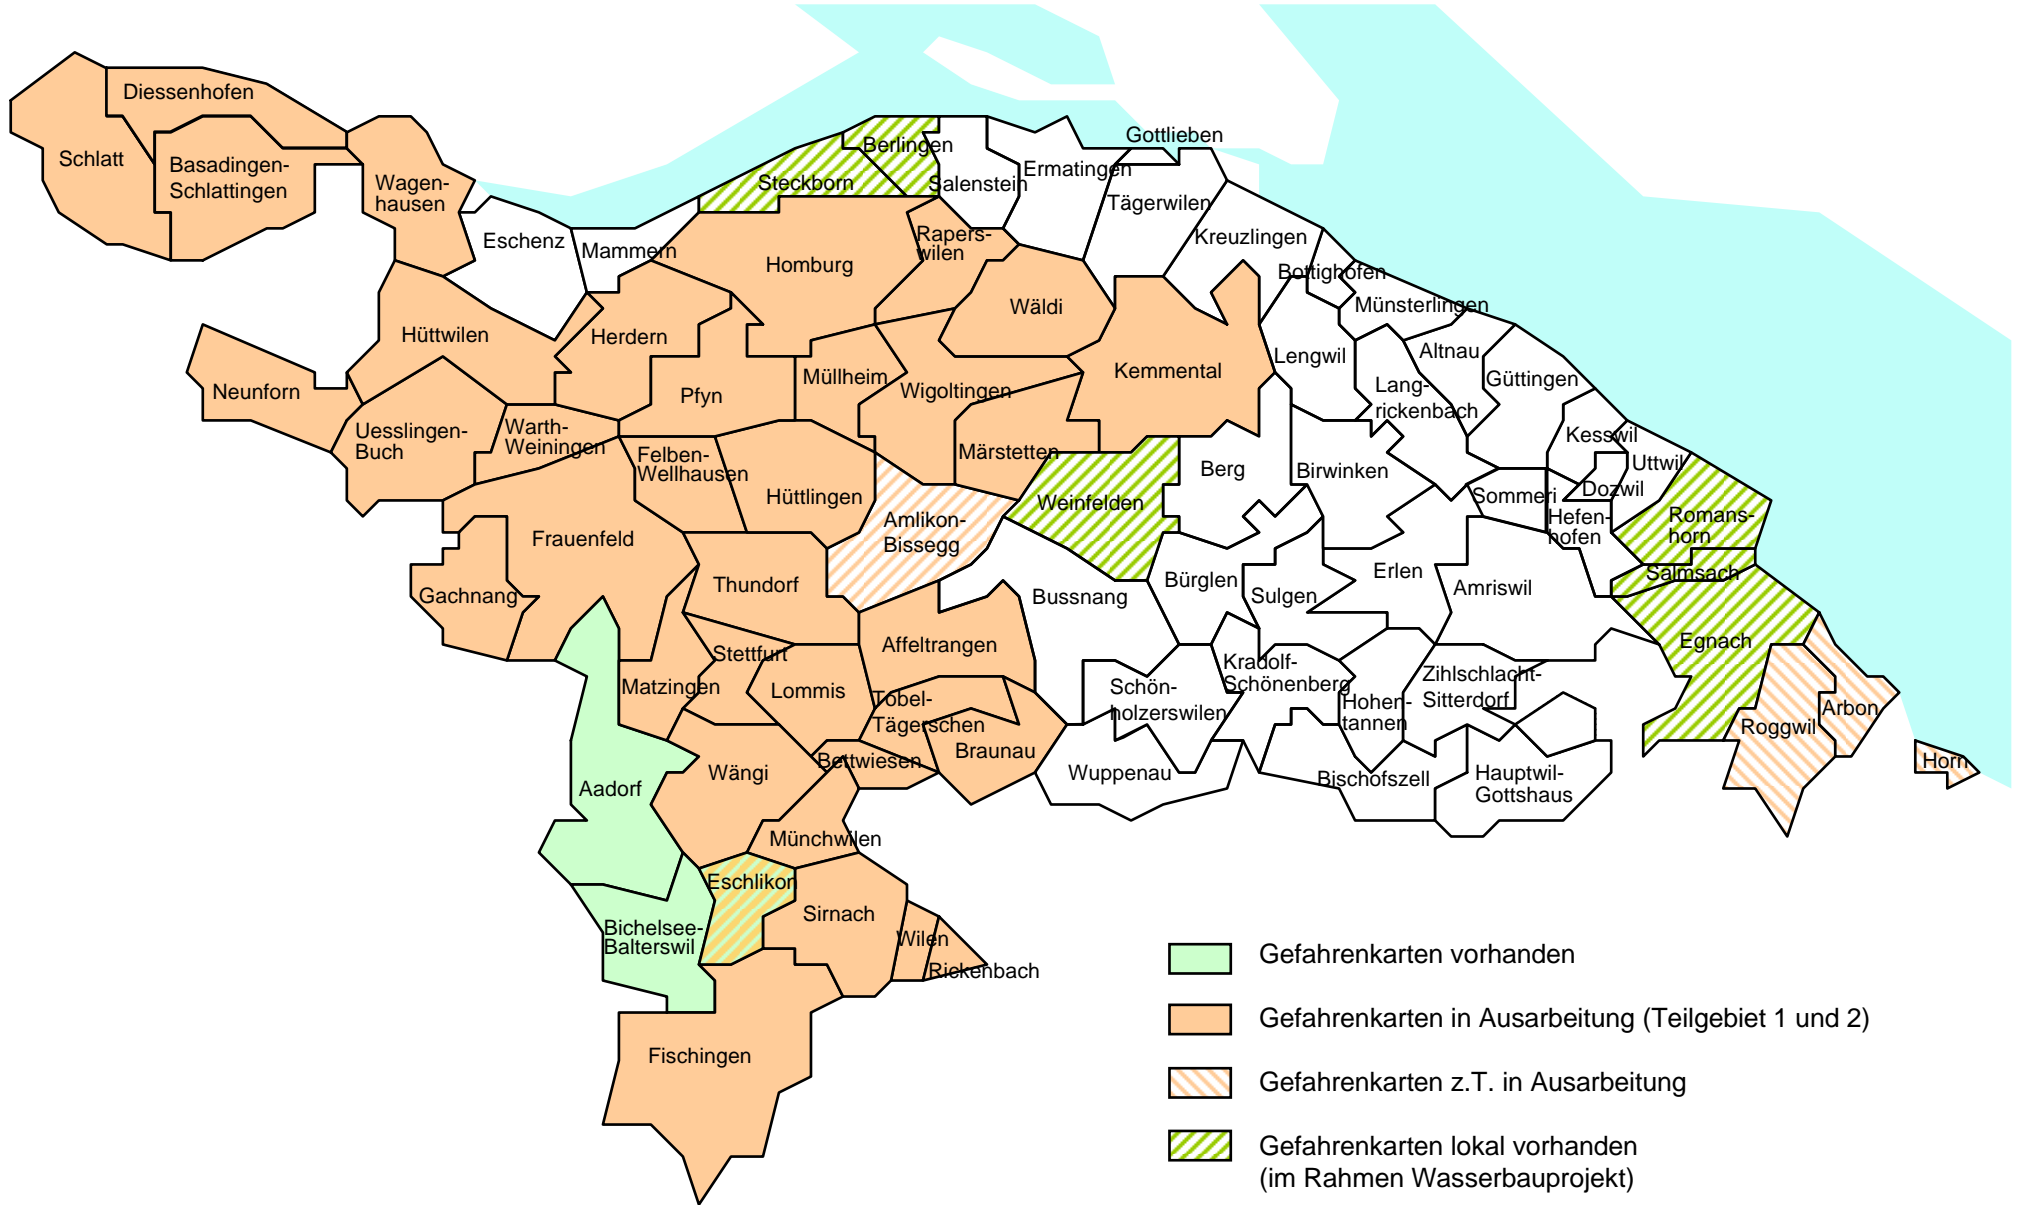 Diessenhofen
Schlatt
Basadingen-
Schlattingen
Wagen-
hausen
Eschenz
Mammern
Steckborn
Berlingen
Salenstein
Ermatingen
Gottlieben
Tägerwilen
Kreuzlingen
Bottighofen
Münsterlingen
Homburg
Rapers-
wilen
Wäldi
Kemmental
Lengwil
Altnau
Lang-
rickenbach
Güttingen
Kesswil
Uttwil
Dozwil
Hüttwilen
Herdern
Neunforn
Uesslingen-
Buch
Warth-
Weiningen
Pfyn
Müllheim
Wigoltingen
Märstetten
Felben-
Wellhausen
Hüttlingen
Amlikon-
Bissegg
Weinfelden
Berg
Birwinken
Sommeri
Hefen-
hofen
Romans-
horn
Salmsach
Frauenfeld
Gachnang
Thundorf
Bussnang
Bürglen
Sulgen
Erlen
Amriswil
Egnach
Affeltrangen
Stettfurt
Matzingen
Lommis
Tobel-
Tägerschen
Braunau
Bettwiesen
Schön-
holzerswilen
Kradolf-
Schönenberg
Hohen-
tannen
Zihlschlacht-
Sitterdorf
Roggwil
Arbon
Horn
Wuppenau
Bischofszell
Hauptwil-
Gottshaus
Aadorf
Wängi
Münchwilen
Eschlikon
Bichelsee-
Balterswil
Sirnach
Wilen
Rickenbach
Fischingen
Gefahrenkarten vorhanden
Gefahrenkarten in Ausarbeitung (Teilgebiet 1 und 2)
Gefahrenkarten z.T. in Ausarbeitung
Gefahrenkarten lokal vorhanden
(im Rahmen Wasserbauprojekt)